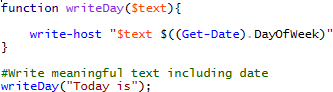 function writeDay($text){
write-host "$text $((Get-Date).DayOfWeek)"
}
#Write meaningful text including date
writeDay("Today is");